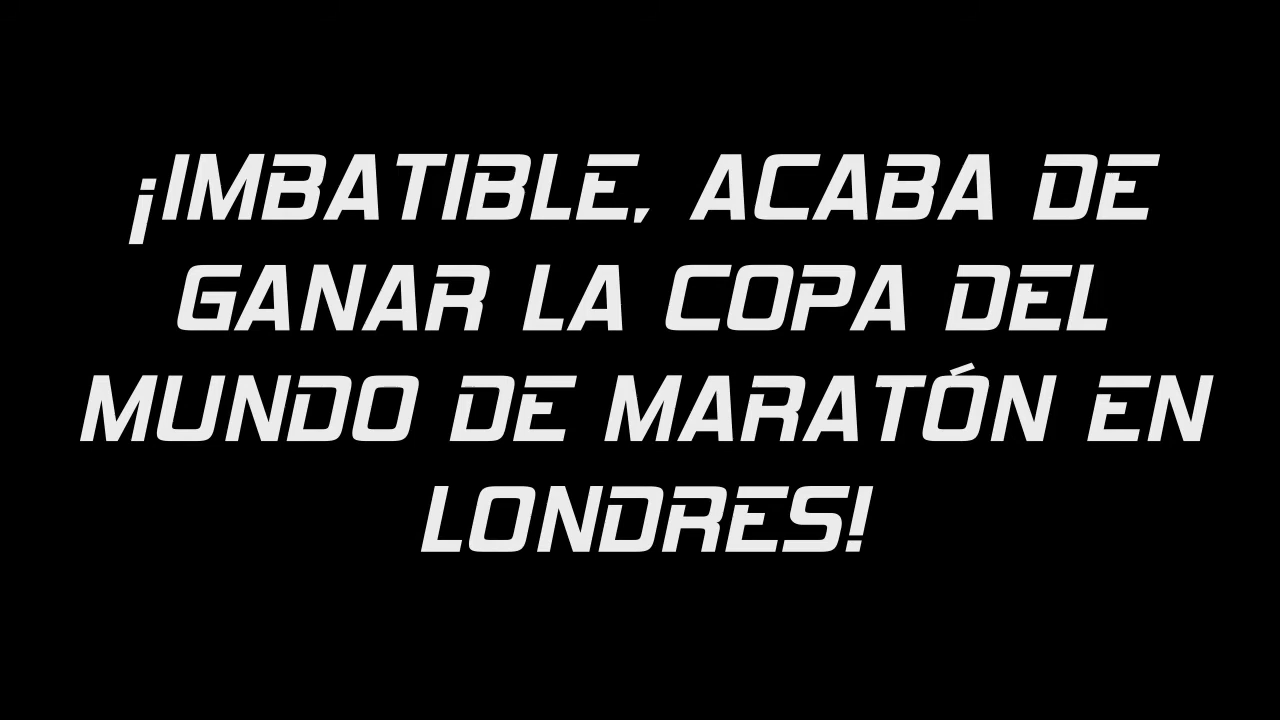 ¡IMBATIBLE, ACABA DE
GANAR LA COPA DEL
MUNDO DE MARATÓN EN
LONDRES!